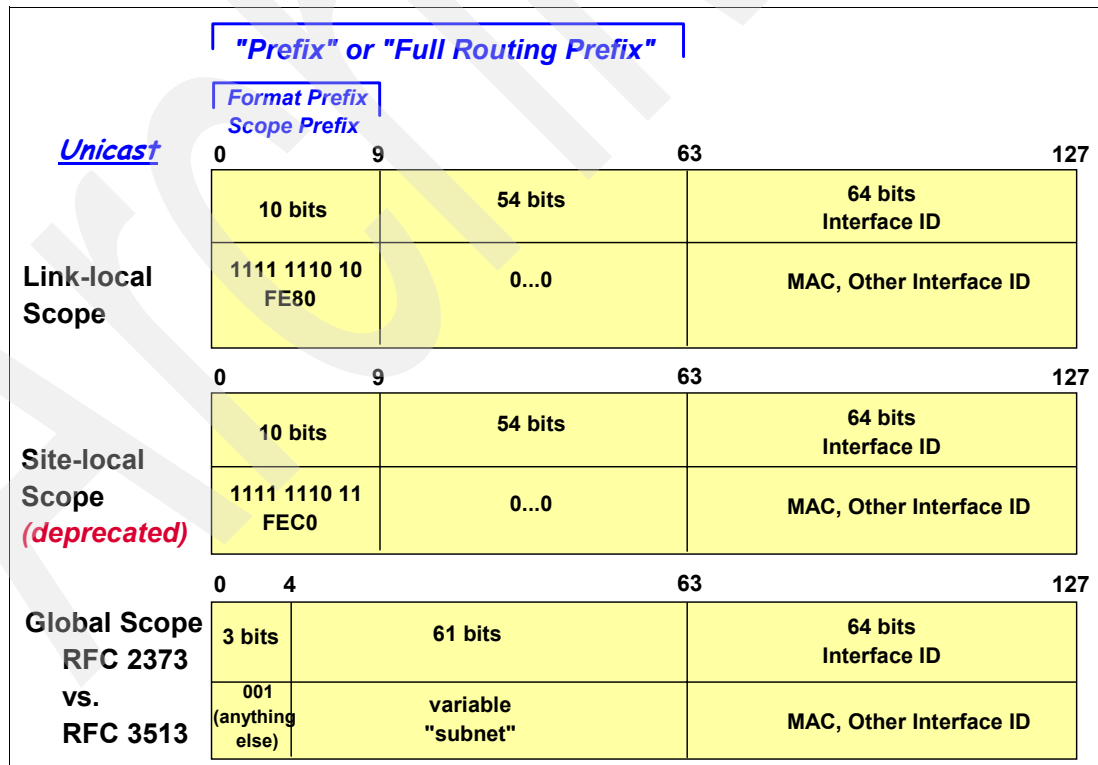 "Prefix" or "Full Routing Prefix"
Format Prefix
Scope Prefix
Unicast
0 9 63 127
10 bits 54 bits 64 bits
Interface ID
Link-local
Scope
1111 1110 10
FE80
0...0
MAC, Other Interface ID
0 9 63 127
10 bits 54 bits 64 bits
Interface ID
Site-local
Scope
(deprecated)
1111 1110 11
FEC0
0...0
MAC, Other Interface ID
0 4 63 127
Global Scope
RFC 2373
vs.
RFC 3513
3 bits 61 bits 64 bits
Interface ID
001
(anything
else)
variable
"subnet"
MAC, Other Interface ID